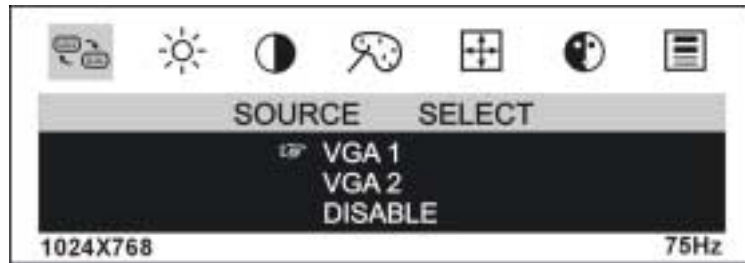 SOURCE SELECT
VGA 1
VGA 2
DISABLE
1024X768 75Hz